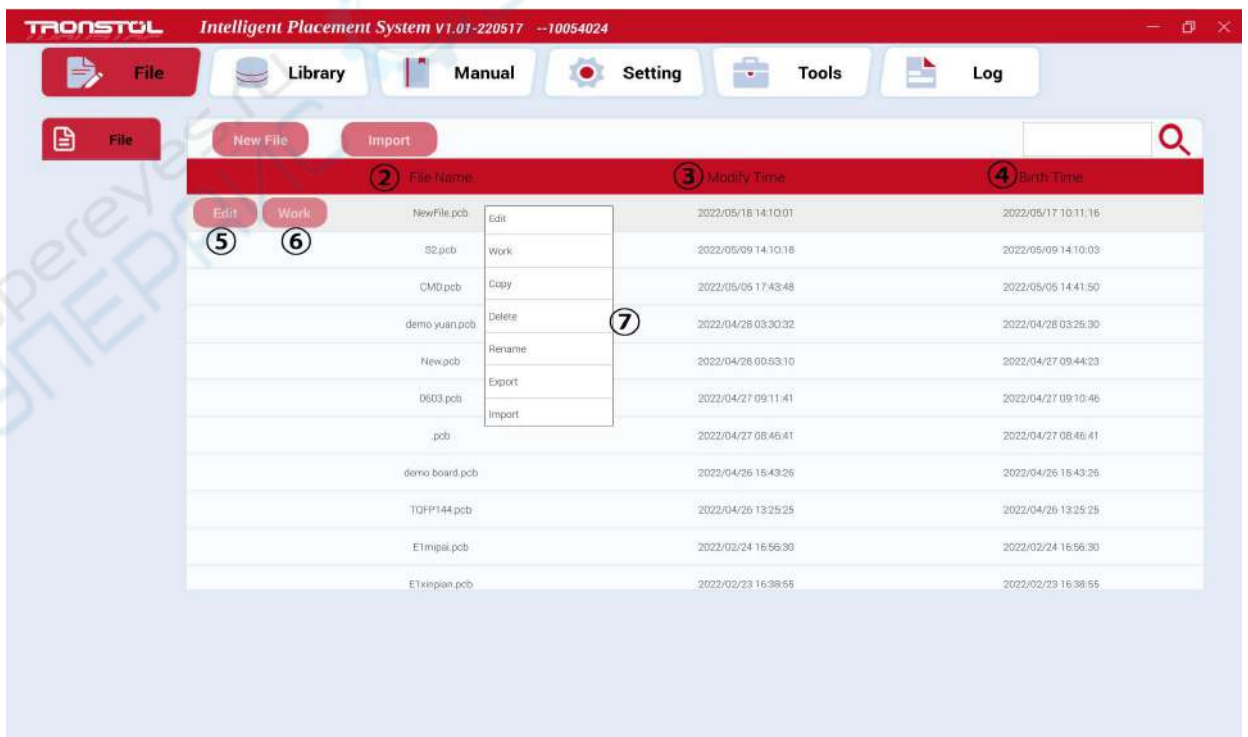 TRONSTOL Intelligent Placement System V1.01-220517 --10054024
File Library Manual Setting Tools Log
File New File Import
② File Name ③ Modify Time ④ Birth Time
Edit Work NewFile.pcb 2022/05/18 14:10:01 2022/05/17 10:11:16
⑤ ⑥ S2.pcb 2022/05/09 14:10:18 2022/05/09 14:10:03
CMD.pcb 2022/05/05 17:43:48 2022/05/05 14:41:50
demo yuan.pcb 2022/04/28 03:30:32 2022/04/28 03:26:30
New.pcb 2022/04/28 00:53:10 2022/04/27 09:44:23
0603.pcb 2022/04/27 09:11:41 2022/04/27 09:10:46
.pcb 2022/04/27 08:46:41 2022/04/27 08:46:41
demo board.pcb 2022/04/26 15:43:26 2022/04/26 15:43:26
TQFP144.pcb 2022/04/26 13:25:25 2022/04/26 13:25:25
E1mipai.pcb 2022/02/24 16:56:30 2022/02/24 16:56:30
E1xinpian.pcb 2022/02/23 16:38:55 2022/02/23 16:38:55
Edit
Work
Copy
Delete
⑦
Rename
Export
Import